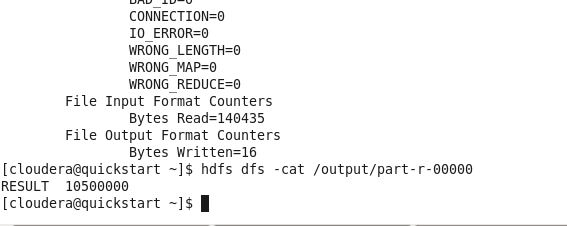 BAD_ID=0
CONNECTION=0
IO_ERROR=0
WRONG_LENGTH=0
WRONG_MAP=0
WRONG_REDUCE=0
File Input Format Counters
Bytes Read=140435
File Output Format Counters
Bytes Written=16
[cloudera@quickstart ~]$ hdfs dfs -cat /output/part-r-00000
RESULT  10500000
[cloudera@quickstart ~]$